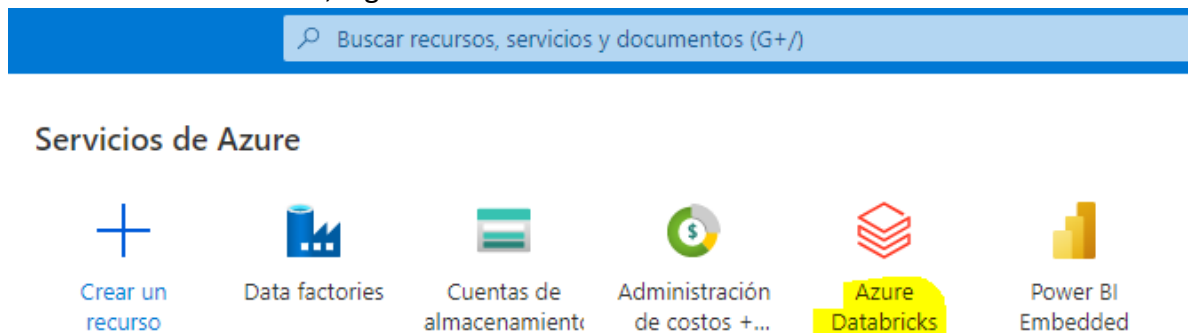 Buscar recursos, servicios y documentos (G+/)
Servicios de Azure
Crear un recurso
Data factories
Cuentas de almacenamiento
Administración de costos +...
Azure Databricks
Power BI Embedded